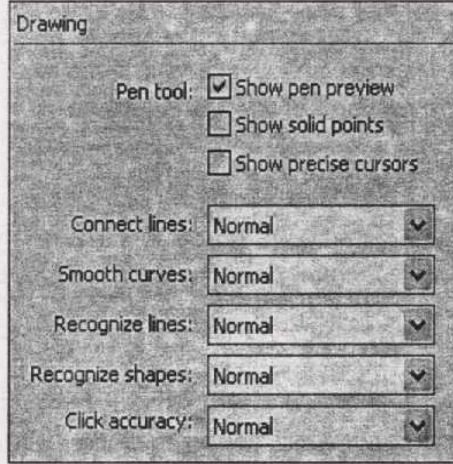 Drawing
Pen tool: Show pen preview
Show solid points
Show precise cursors
Connect lines: Normal
Smooth curves: Normal
Recognize lines: Normal
Recognize shapes: Normal
Click accuracy: Normal